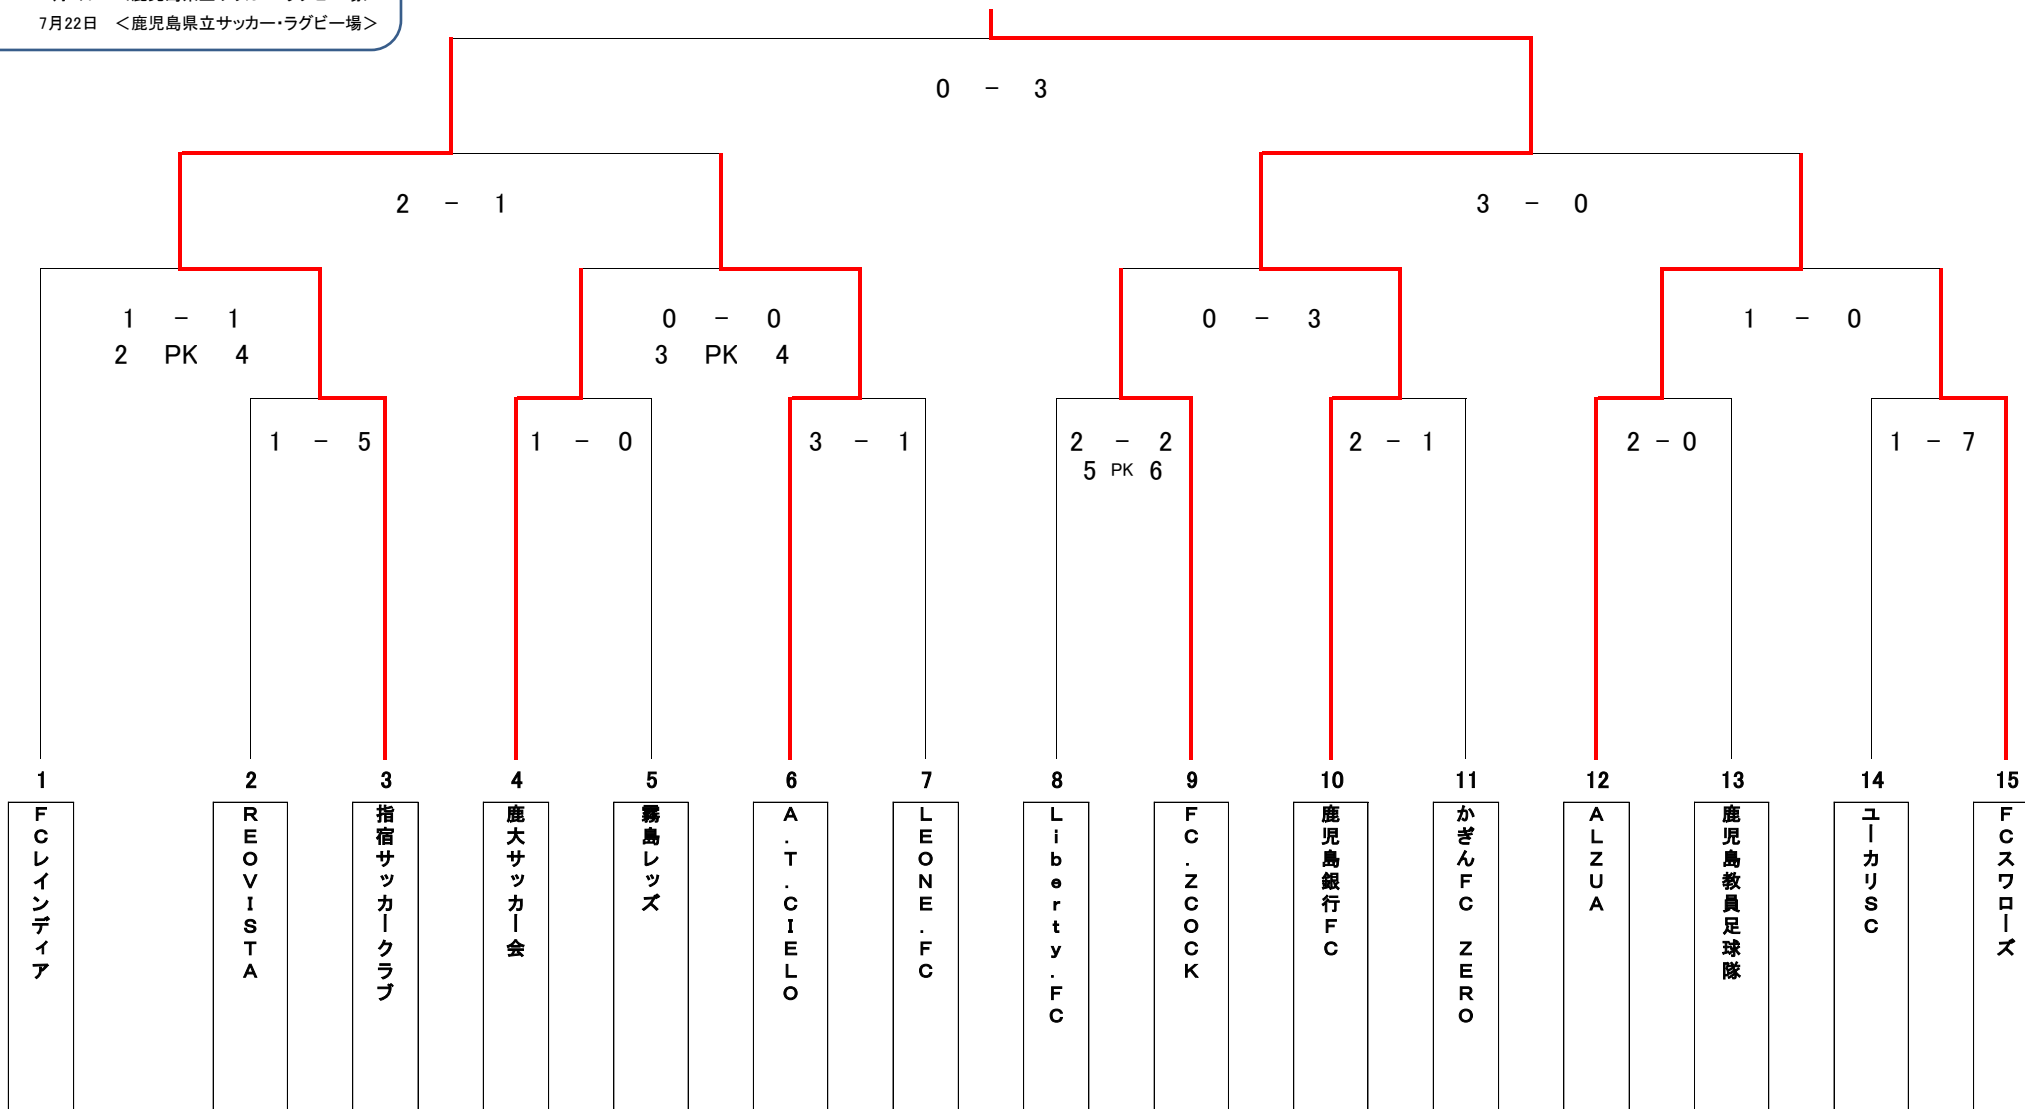 7月22日 ＜鹿児島県立サッカー・ラグビー場＞
0 － 3
2 － 1
3 － 0
1 － 1
2 PK 4
0 － 0
3 PK 4
0 － 3
1 － 0
1 － 5
1 － 0
3 － 1
2 － 2
5 PK 6
2 － 1
2 － 0
1 － 7
1
2
3
4
5
6
7
8
9
10
11
12
13
14
15
FCレインディア
REOVISTA
指宿サッカークラブ
鹿大サッカー会
霧島レッズ
A.T.CIELO
LEONE.FC
Liberty.FC
FC.ZCOCK
鹿児島銀行FC
かぎんFC ZERO
ALZUA
鹿児島教員足球隊
ユーカリSC
FCスワローズ